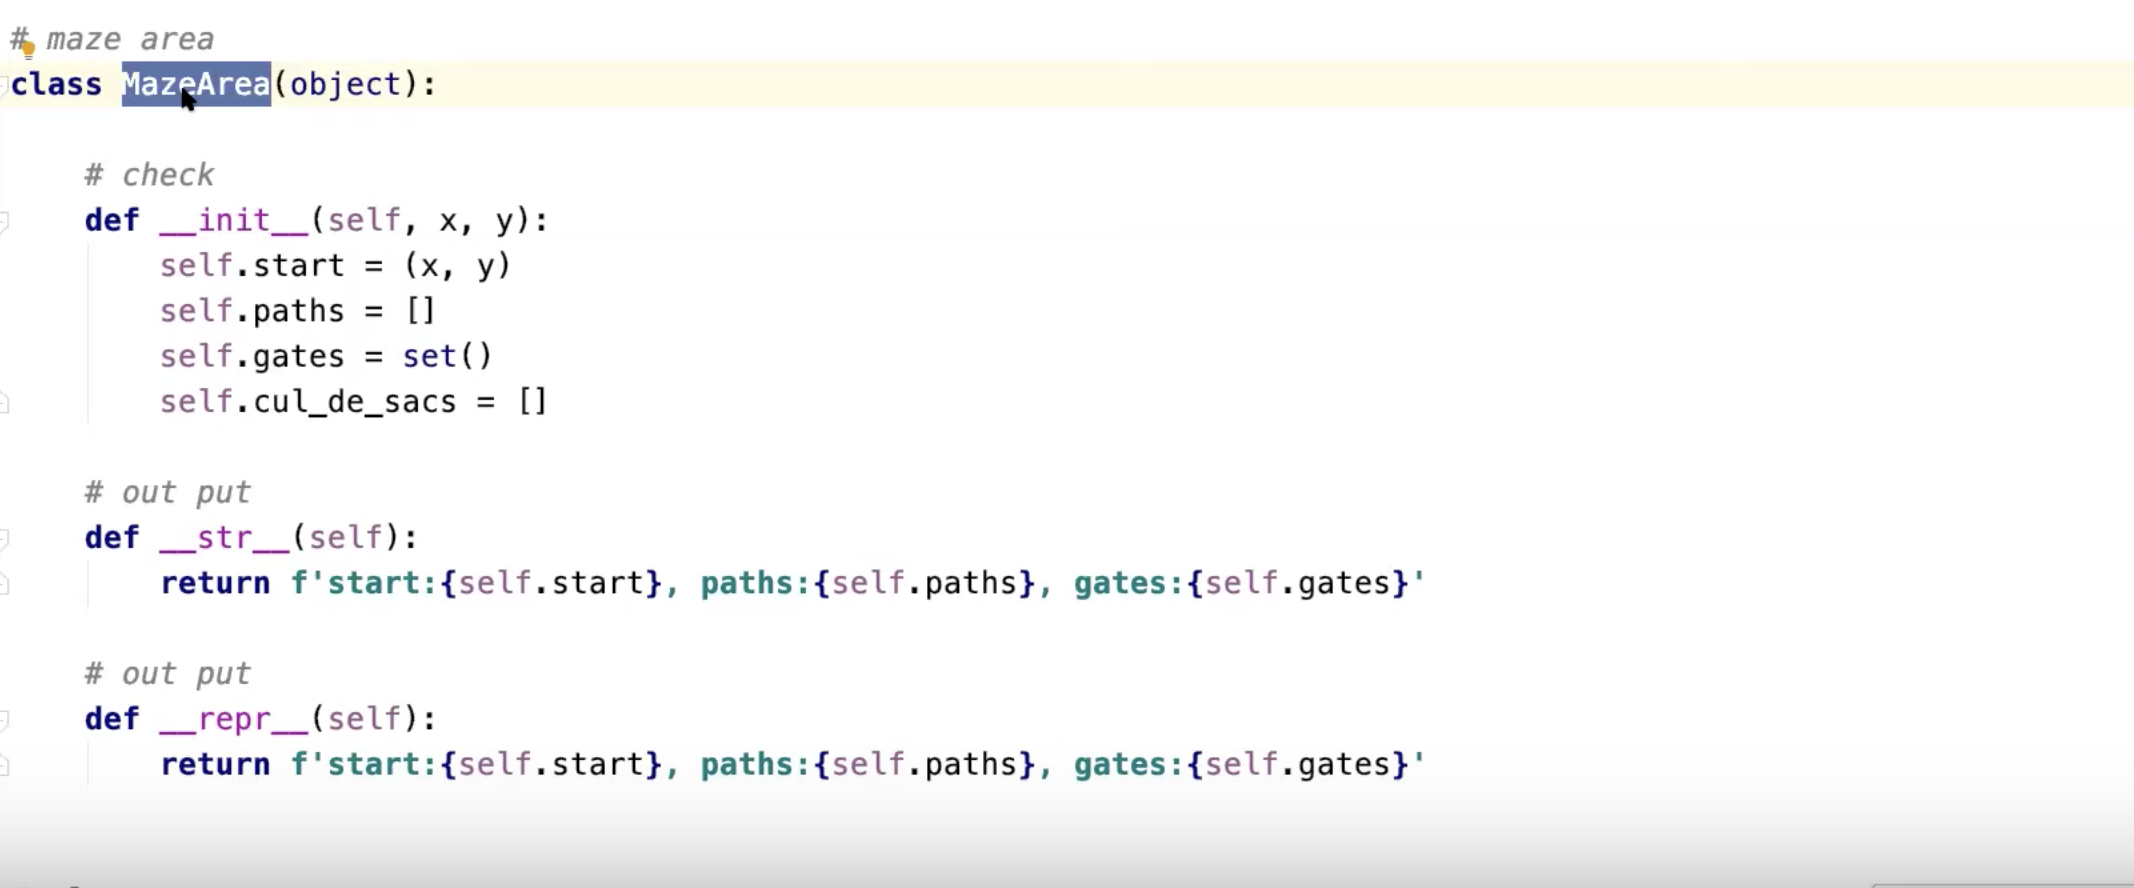 # maze area
class MazeArea(object):
# check
def __init__(self, x, y):
self.start = (x, y)
self.paths = []
self.gates = set()
self.cul_de_sacs = []
# out put
def __str__(self):
return f'start:{self.start}, paths:{self.paths}, gates:{self.gates}'
# out put
def __repr__(self):
return f'start:{self.start}, paths:{self.paths}, gates:{self.gates}'